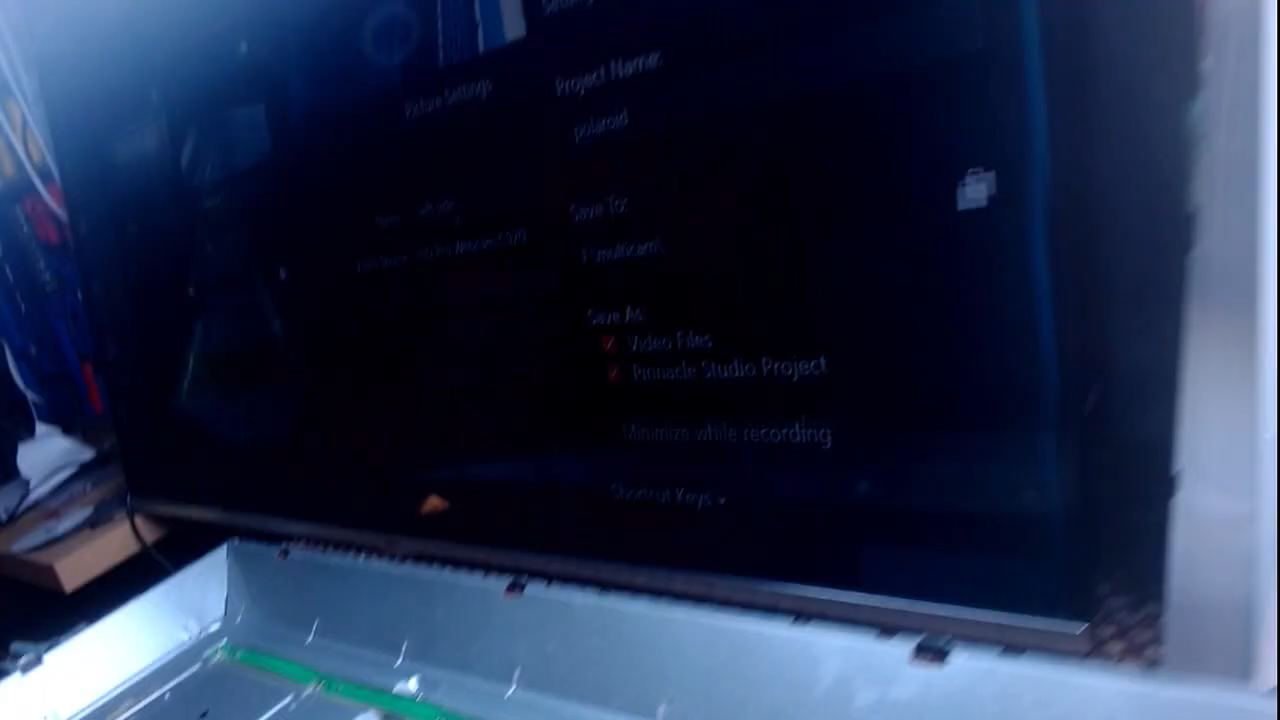 Picture Settings
Project Name:
polaroid
Save To:
F:\multicam\
Save As:
Video Files
Pinnacle Studio Project
Minimize while recording
Shortcut Keys